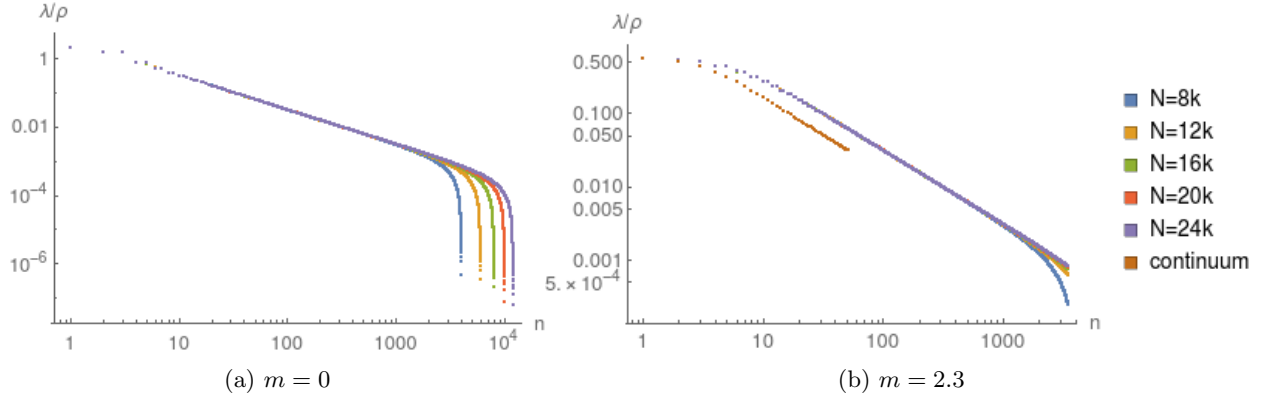 λ/ρ
1
0.01
10⁻⁴
10⁻⁶
1 10 100 1000 10⁴
n
(a) m = 0
λ/ρ
0.500
0.100
0.050
0.010
0.005
0.001
5. × 10⁻⁴
1 10 100 1000
n
(b) m = 2.3
N=8k
N=12k
N=16k
N=20k
N=24k
continuum